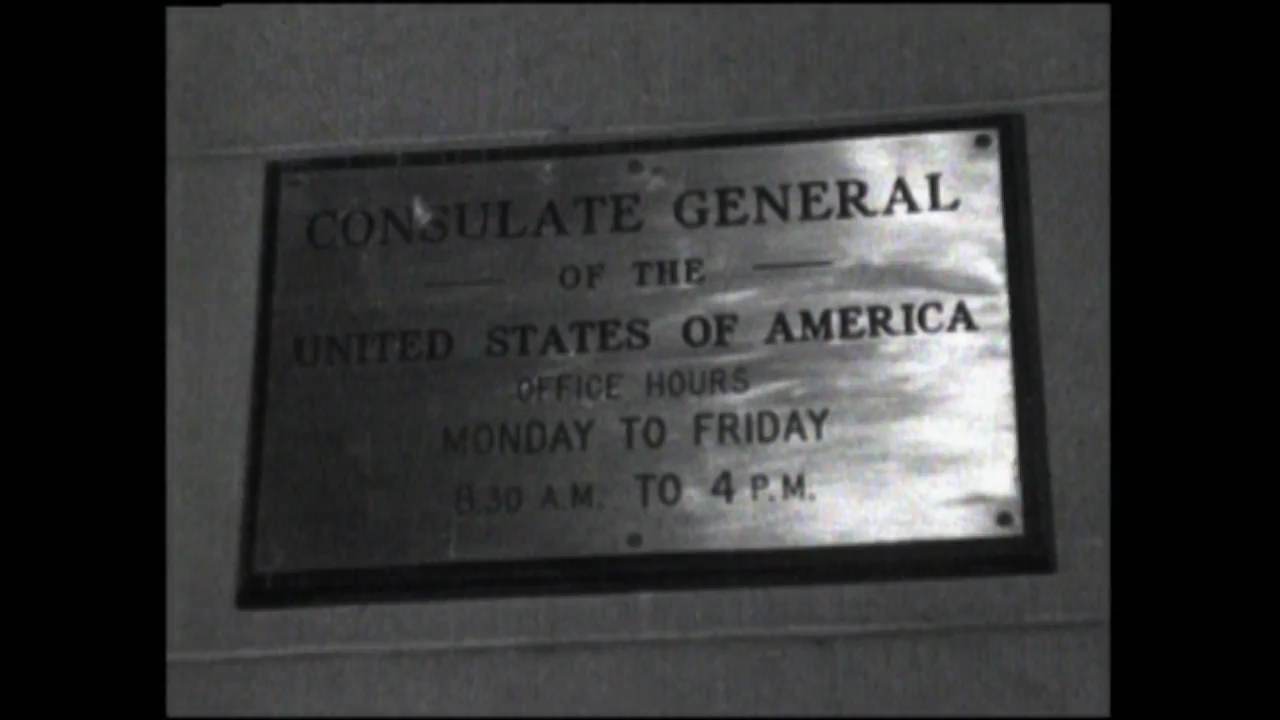 CONSULATE GENERAL
OF THE
UNITED STATES OF AMERICA
OFFICE HOURS
MONDAY TO FRIDAY
8.30 A.M. TO 4 P.M.